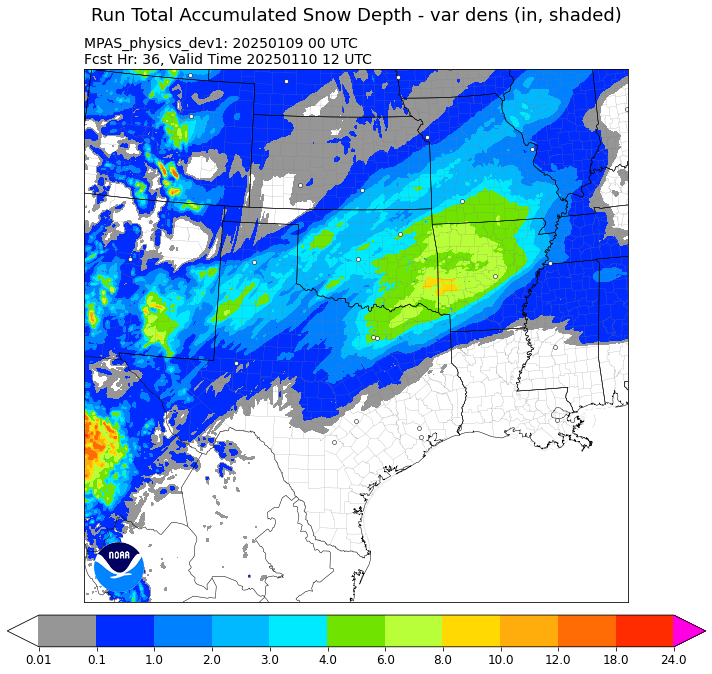 Run Total Accumulated Snow Depth - var dens (in, shaded)
MPAS_physics_dev1: 20250109 00 UTC
Fcst Hr: 36, Valid Time 20250110 12 UTC
NOAA
0.01 0.1 1.0 2.0 3.0 4.0 6.0 8.0 10.0 12.0 18.0 24.0